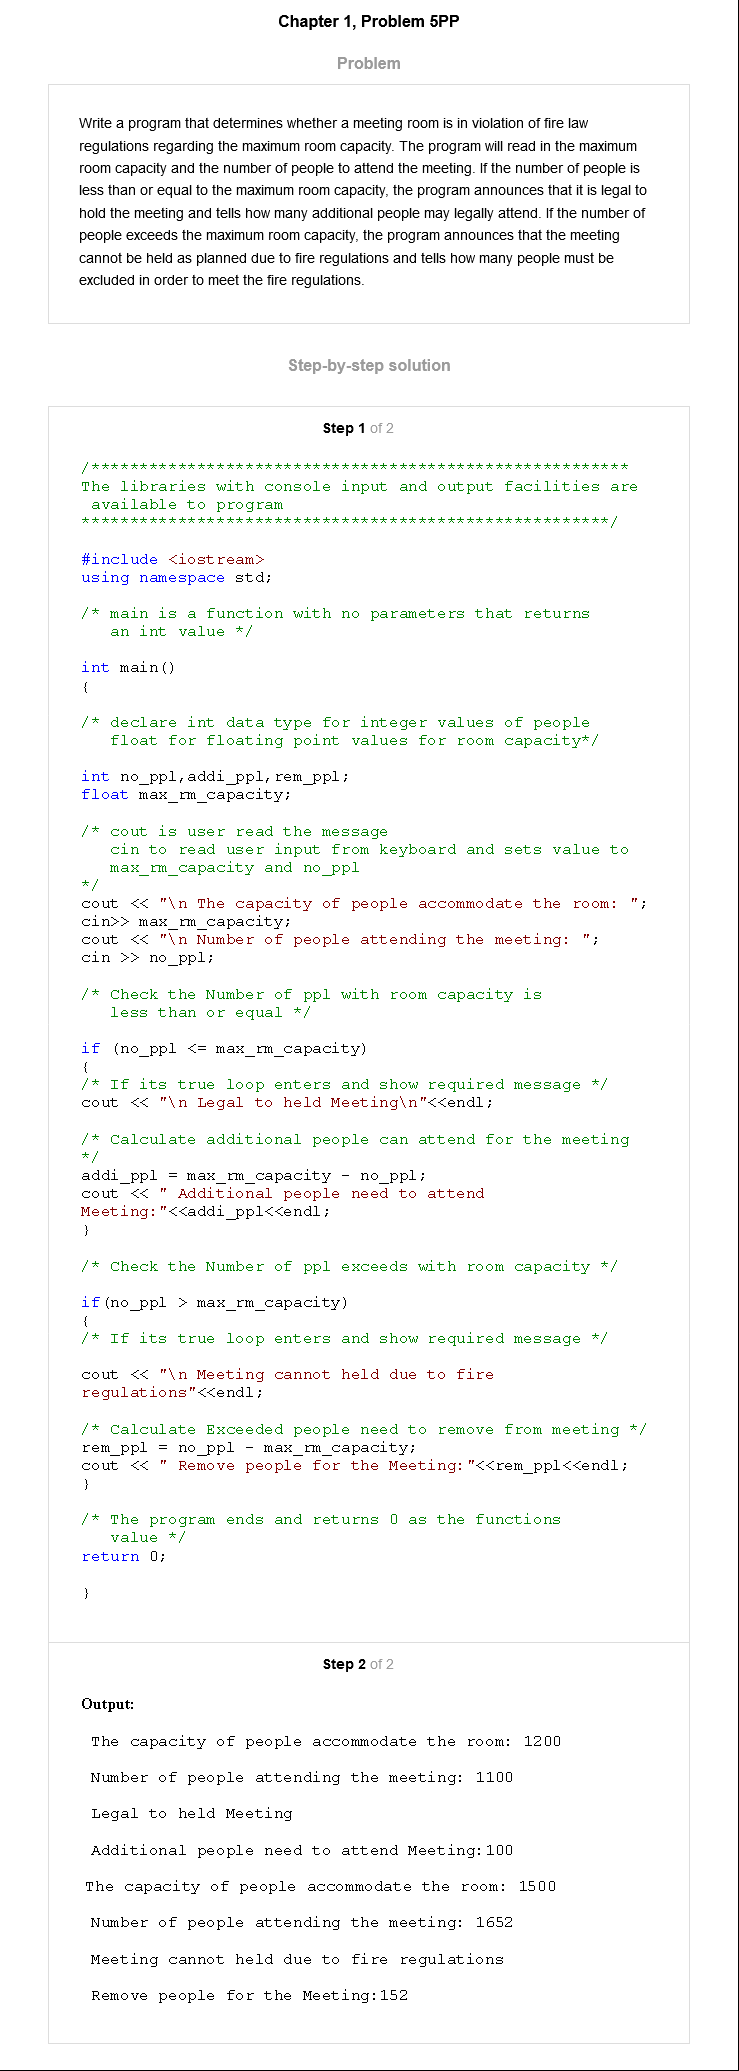 Chapter 1, Problem 5PP
Problem
Write a program that determines whether a meeting room is in violation of fire law
regulations regarding the maximum room capacity. The program will read in the maximum
room capacity and the number of people to attend the meeting. If the number of people is
less than or equal to the maximum room capacity, the program announces that it is legal to
hold the meeting and tells how many additional people may legally attend. If the number of
people exceeds the maximum room capacity, the program announces that the meeting
cannot be held as planned due to fire regulations and tells how many people must be
excluded in order to meet the fire regulations.
Step-by-step solution
Step 1 of 2
/********************************************************
The libraries with console input and output facilities are
 available to program
*******************************************************/
#include <iostream>
using namespace std;
/* main is a function with no parameters that returns
   an int value */
int main()
{
/* declare int data type for integer values of people
   float for floating point values for room capacity*/
int no_ppl,addi_ppl,rem_ppl;
float max_rm_capacity;
/* cout is user read the message
   cin to read user input from keyboard and sets value to
   max_rm_capacity and no_ppl
*/
cout << "\n The capacity of people accommodate the room: ";
cin>> max_rm_capacity;
cout << "\n Number of people attending the meeting: ";
cin >> no_ppl;
/* Check the Number of ppl with room capacity is
   less than or equal */
if (no_ppl <= max_rm_capacity)
{
/* If its true loop enters and show required message */
cout << "\n Legal to held Meeting\n"<<endl;
/* Calculate additional people can attend for the meeting
*/
addi_ppl = max_rm_capacity - no_ppl;
cout << " Additional people need to attend
Meeting:"<<addi_ppl<<endl;
}
/* Check the Number of ppl exceeds with room capacity */
if(no_ppl > max_rm_capacity)
{
/* If its true loop enters and show required message */
cout << "\n Meeting cannot held due to fire
regulations"<<endl;
/* Calculate Exceeded people need to remove from meeting */
rem_ppl = no_ppl - max_rm_capacity;
cout << " Remove people for the Meeting:"<<rem_ppl<<endl;
}
/* The program ends and returns 0 as the functions
   value */
return 0;
}
Step 2 of 2
Output:
The capacity of people accommodate the room: 1200
Number of people attending the meeting: 1100
Legal to held Meeting
Additional people need to attend Meeting:100
The capacity of people accommodate the room: 1500
Number of people attending the meeting: 1652
Meeting cannot held due to fire regulations
Remove people for the Meeting:152